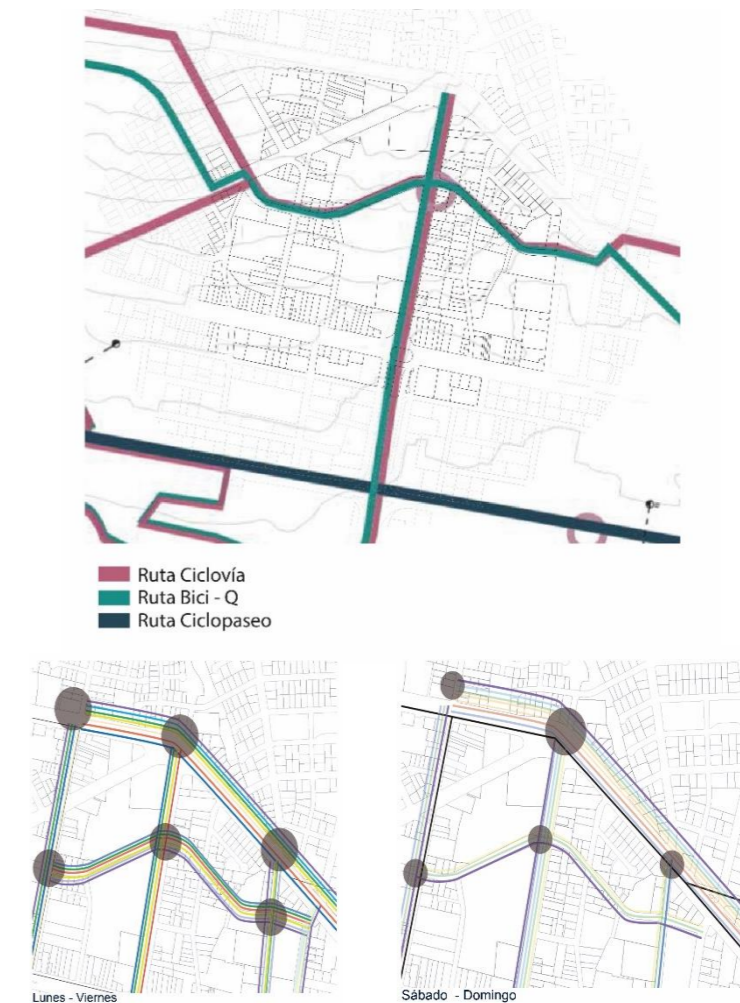 Ruta Ciclovía
Ruta Bici - Q
Ruta Ciclopaseo
Lunes - Viernes
Sábado - Domingo